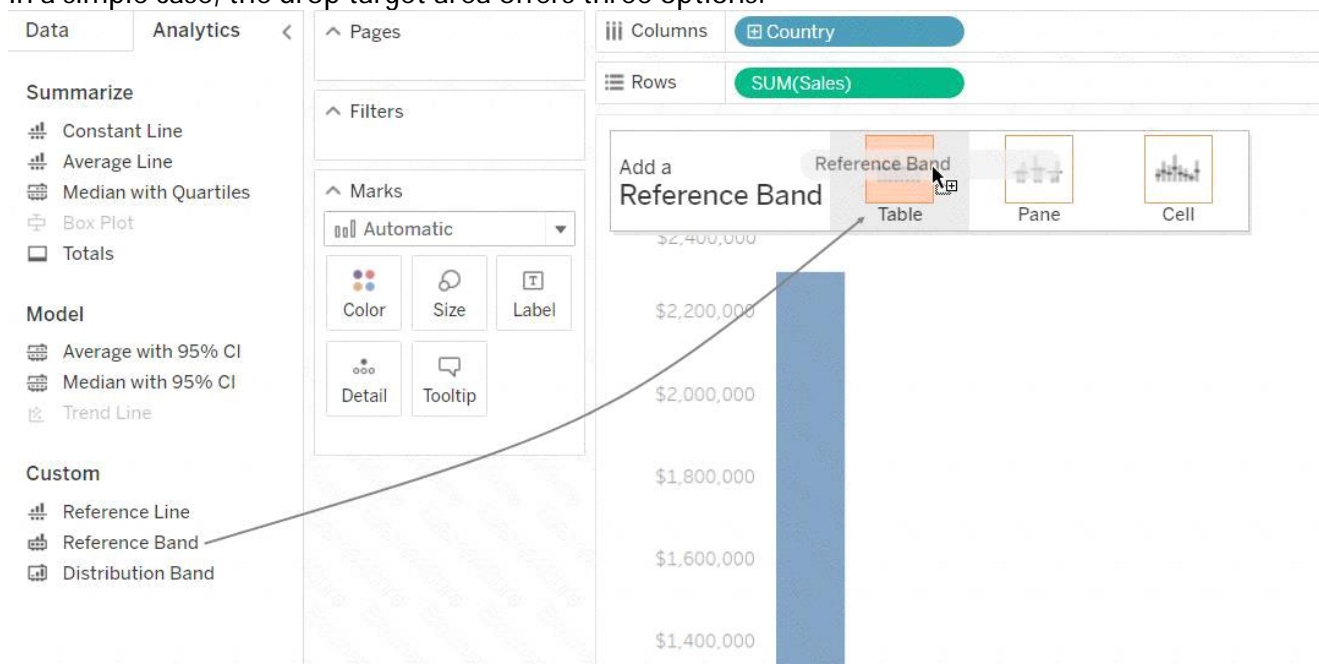 In a simple case, the drop target area offers three options:
Data
Analytics
Summarize
Constant Line
Average Line
Median with Quartiles
Box Plot
Totals
Model
Average with 95% CI
Median with 95% CI
Trend Line
Custom
Reference Line
Reference Band
Distribution Band
Pages
Filters
Marks
Automatic
Color
Size
Label
Detail
Tooltip
Columns
Country
Rows
SUM(Sales)
Add a
Reference Band
Reference Band
Table
Pane
Cell
$2,400,000
$2,200,000
$2,000,000
$1,800,000
$1,600,000
$1,400,000